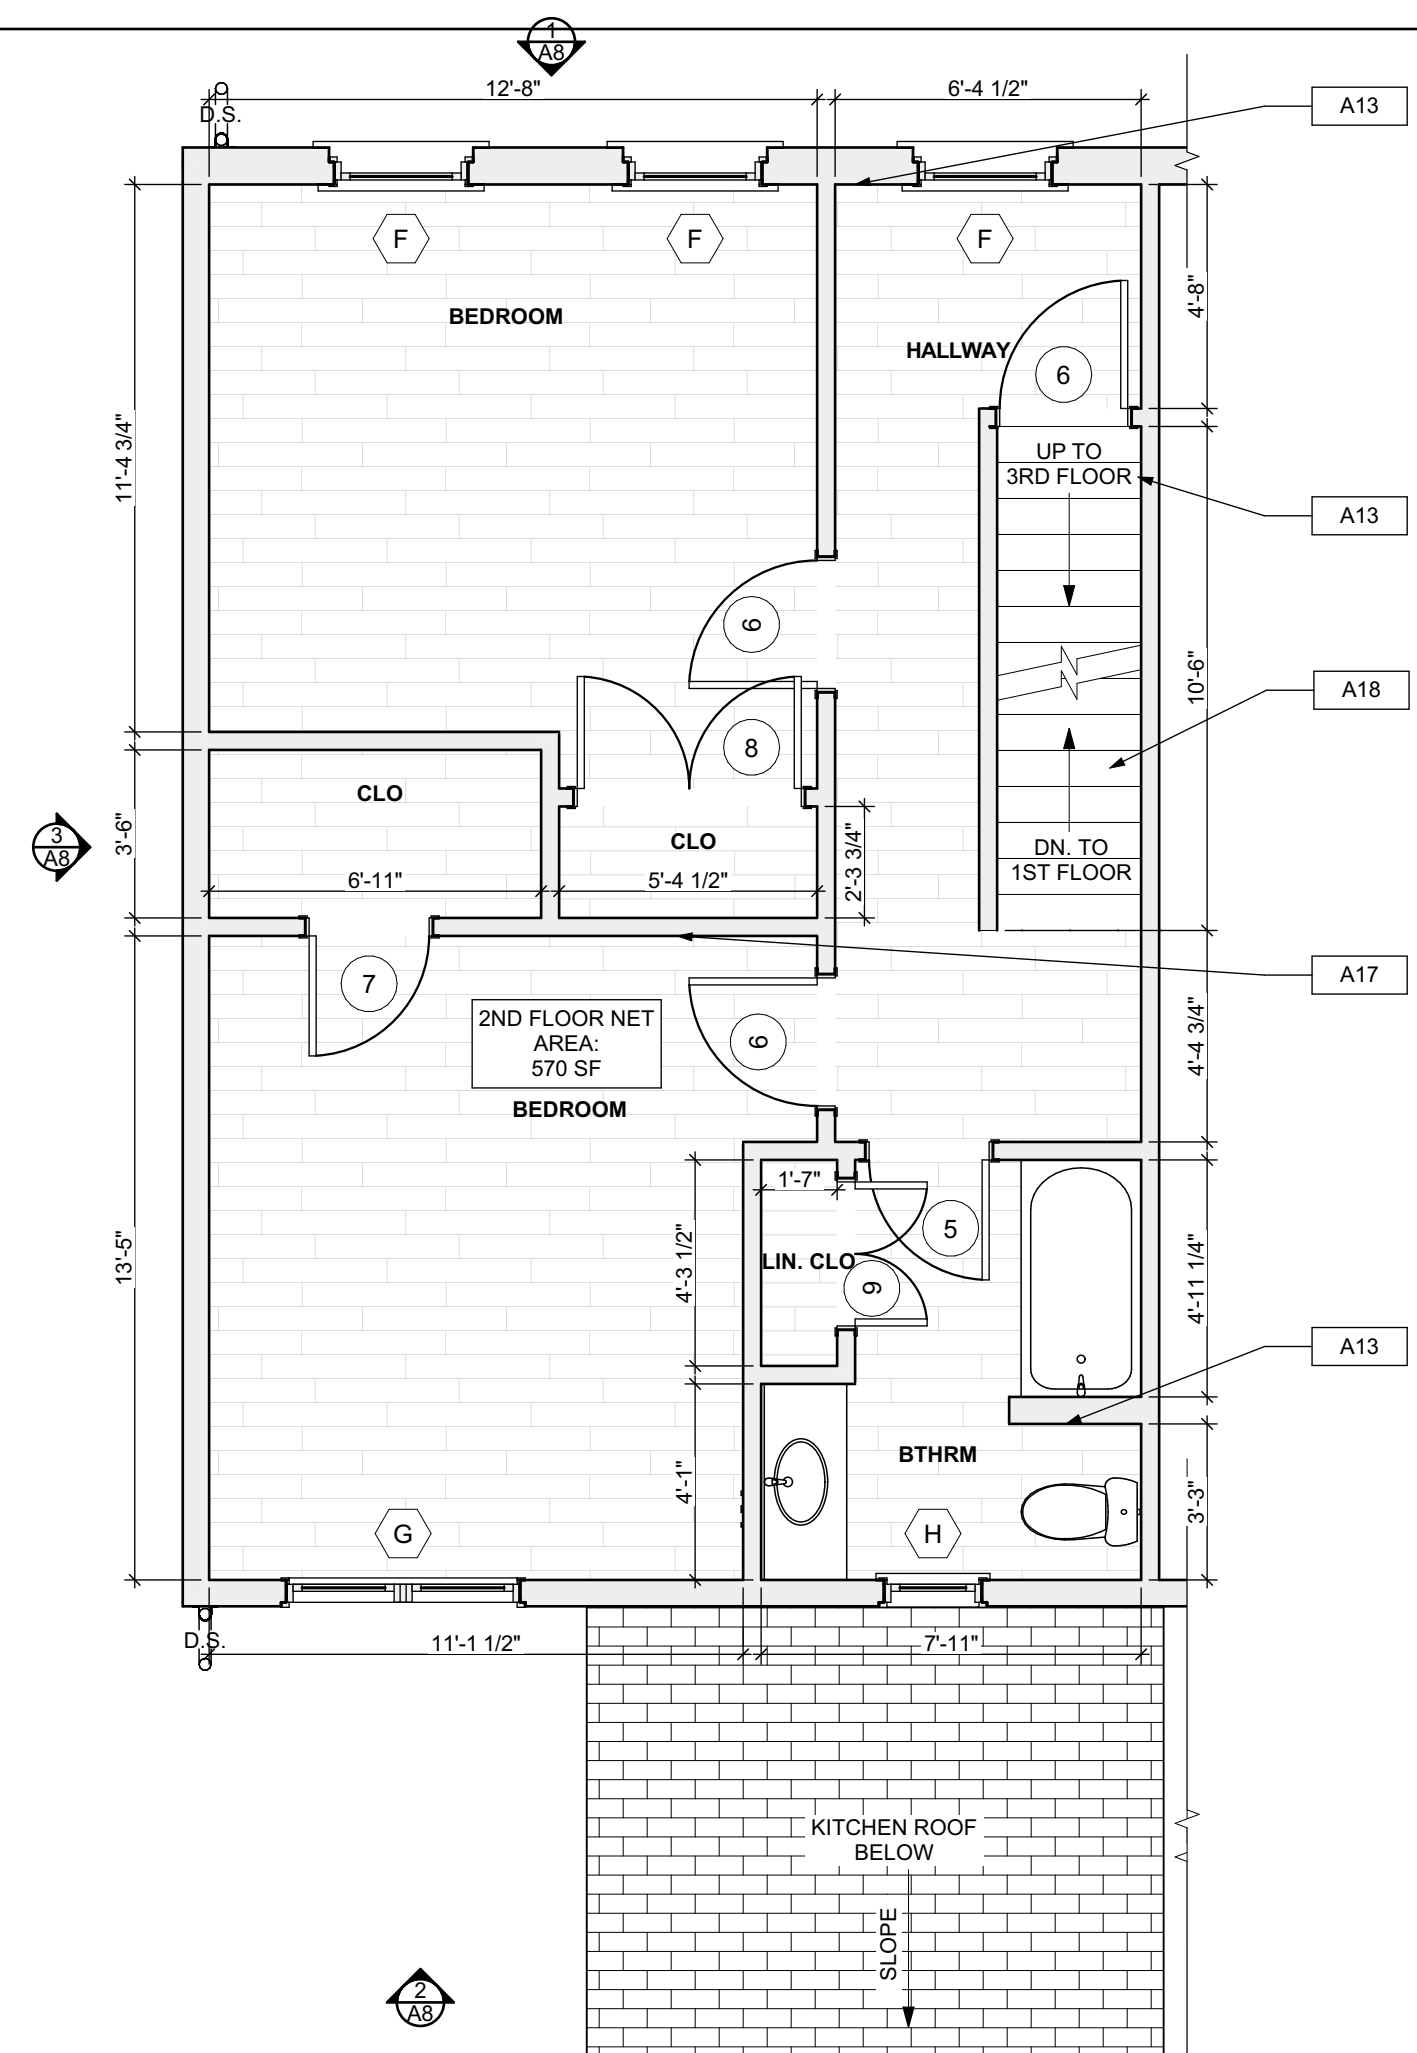 1
A8
12'-8"
6'-4 1/2"
A13
D.S.
F
F
F
4'-8"
BEDROOM
HALLWAY
6
11'-4 3/4"
UP TO
3RD FLOOR
A13
6
10'-6"
A18
8
CLO
3
A8
3'-6"
CLO
2'-3 3/4"
DN. TO
1ST FLOOR
6'-11"
5'-4 1/2"
A17
7
2ND FLOOR NET
AREA:
570 SF
6
4'-4 3/4"
BEDROOM
1'-7"
5
13'-5"
4'-3 1/2"
LIN. CLO
9
4'-11 1/4"
A13
BTHRM
4'-1"
3'-3"
G
H
D.S.
11'-1 1/2"
7'-11"
KITCHEN ROOF
BELOW
SLOPE
2
A8